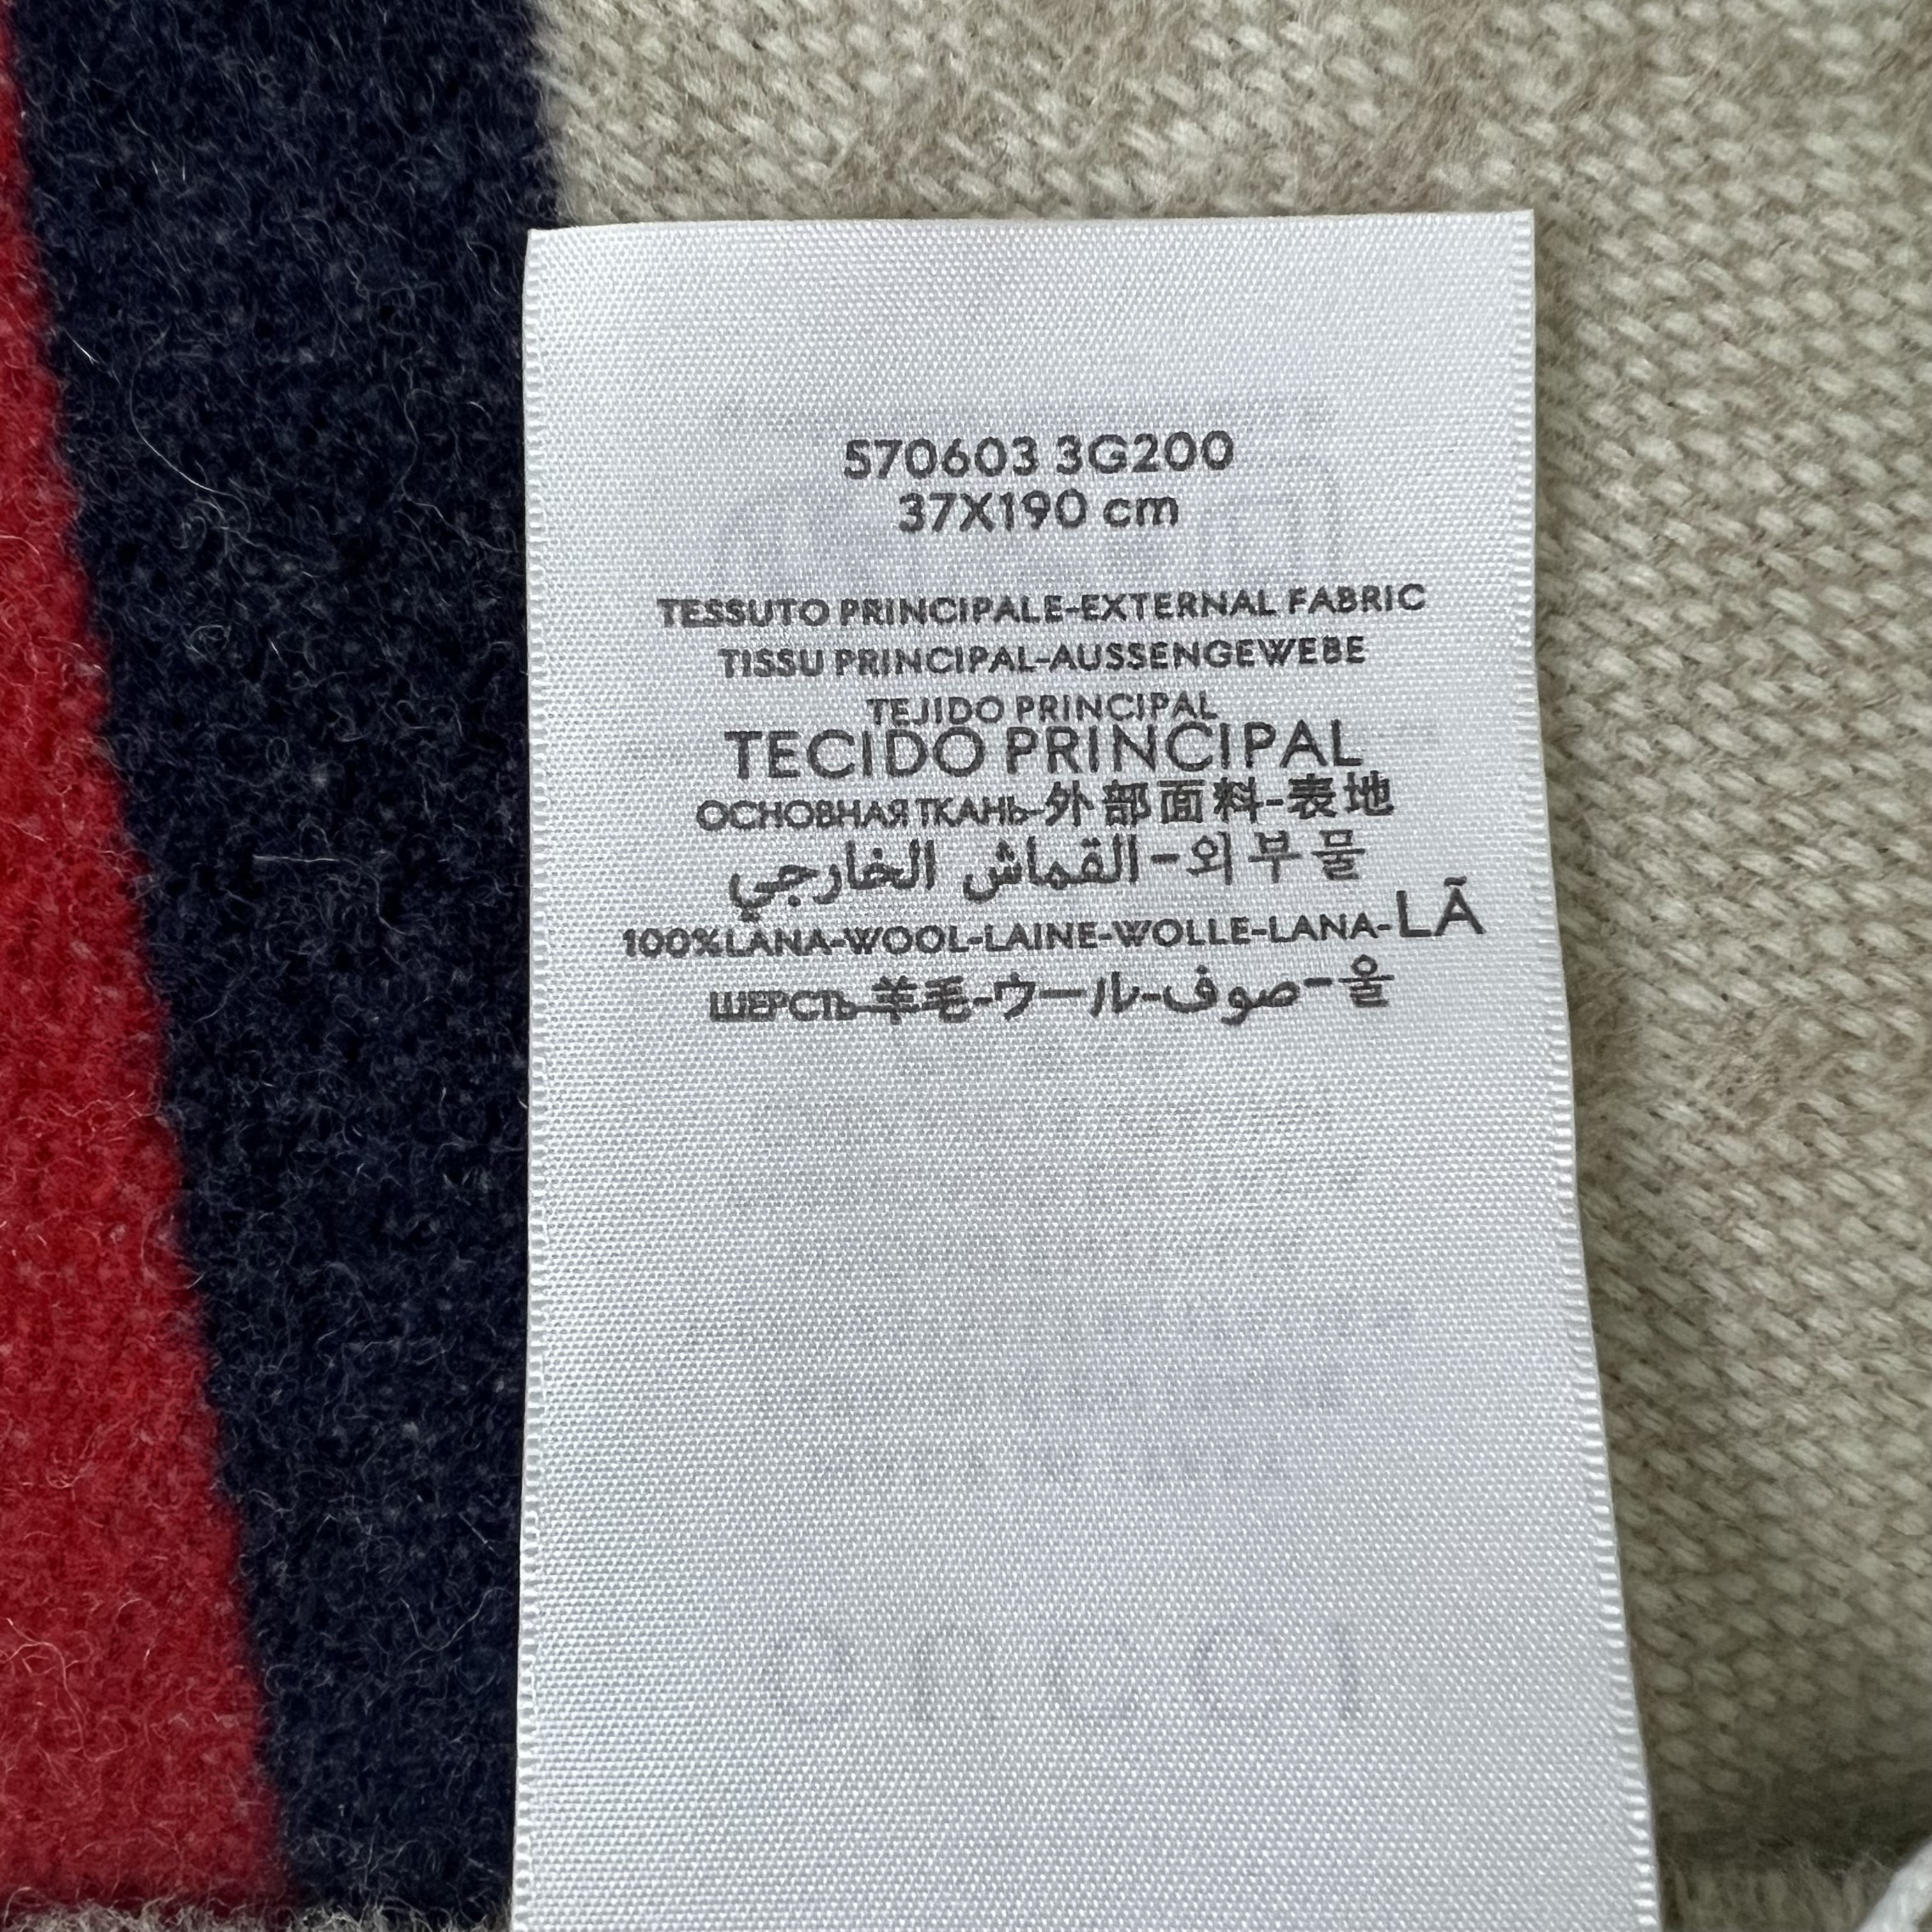 570603 3G200
37X190 cm
TESSUTO PRINCIPALE-EXTERNAL FABRIC
TISSU PRINCIPAL-AUSSENGEWEBE
TEJIDO PRINCIPAL
TECIDO PRINCIPAL
ОСНОВНАЯ ТКАНЬ-外部面料-表地
القماش الخارجي-외부물
100%LANA-WOOL-LAINE-WOLLE-LANA-LÃ
ШЕРСТЬ-羊毛-ウール-صوف-울
GUCCI